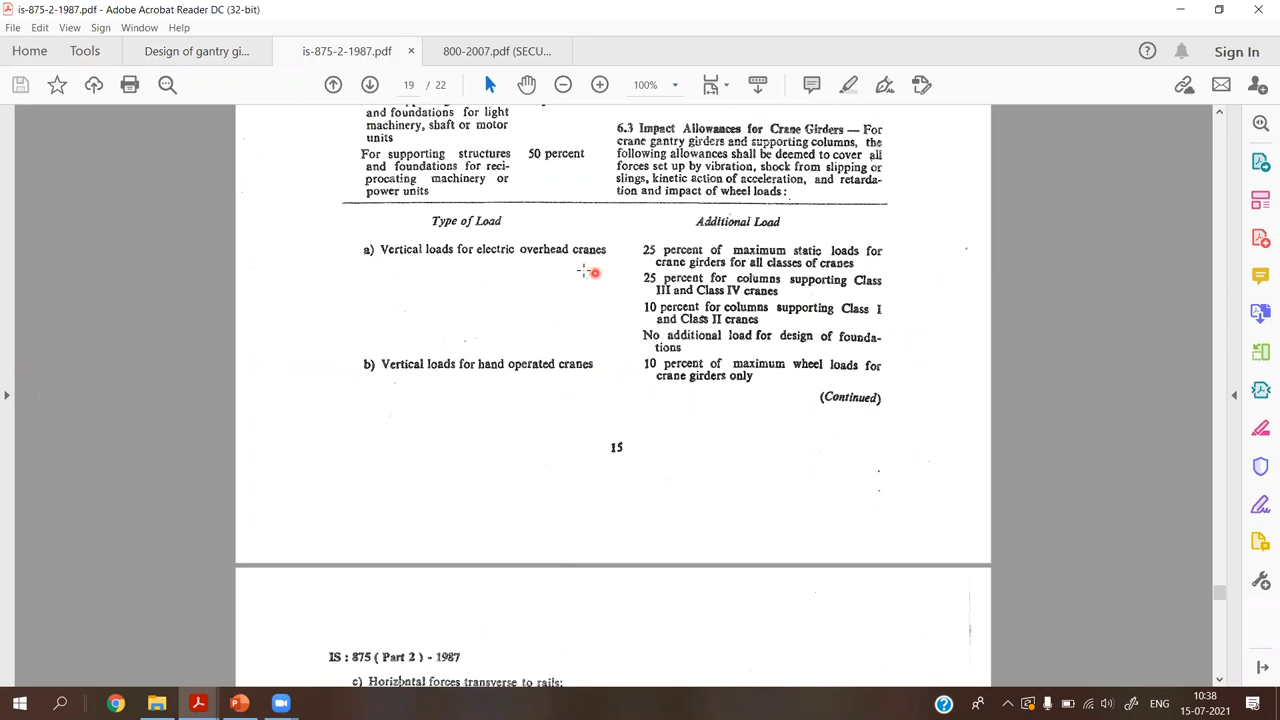 is-875-2-1987.pdf - Adobe Acrobat Reader DC (32-bit)
File Edit View Sign Window Help
Home Tools Design of gantry gi... is-875-2-1987.pdf × 800-2007.pdf (SECU... Sign In
19 / 22 100%
and foundations for light
machinery, shaft or motor
units
For supporting structures 50 percent
and foundations for reci-
procating machinery or
power units
6.3 Impact Allowances for Crane Girders — For
crane gantry girders and supporting columns, the
following allowances shall be deemed to cover all
forces set up by vibration, shock from slipping or
slings, kinetic action of acceleration, and retarda-
tion and impact of wheel loads :
Type of Load Additional Load
a) Vertical loads for electric overhead cranes 25 percent of maximum static loads for
crane girders for all classes of cranes
25 percent for columns supporting Class
III and Class IV cranes
10 percent for columns supporting Class I
and Class II cranes
No additional load for design of founda-
tions
b) Vertical loads for hand operated cranes 10 percent of maximum wheel loads for
crane girders only
(Continued)
15
IS : 875 ( Part 2 ) - 1987
c) Horizontal forces transverse to rails:
ENG 10:38
15-07-2021